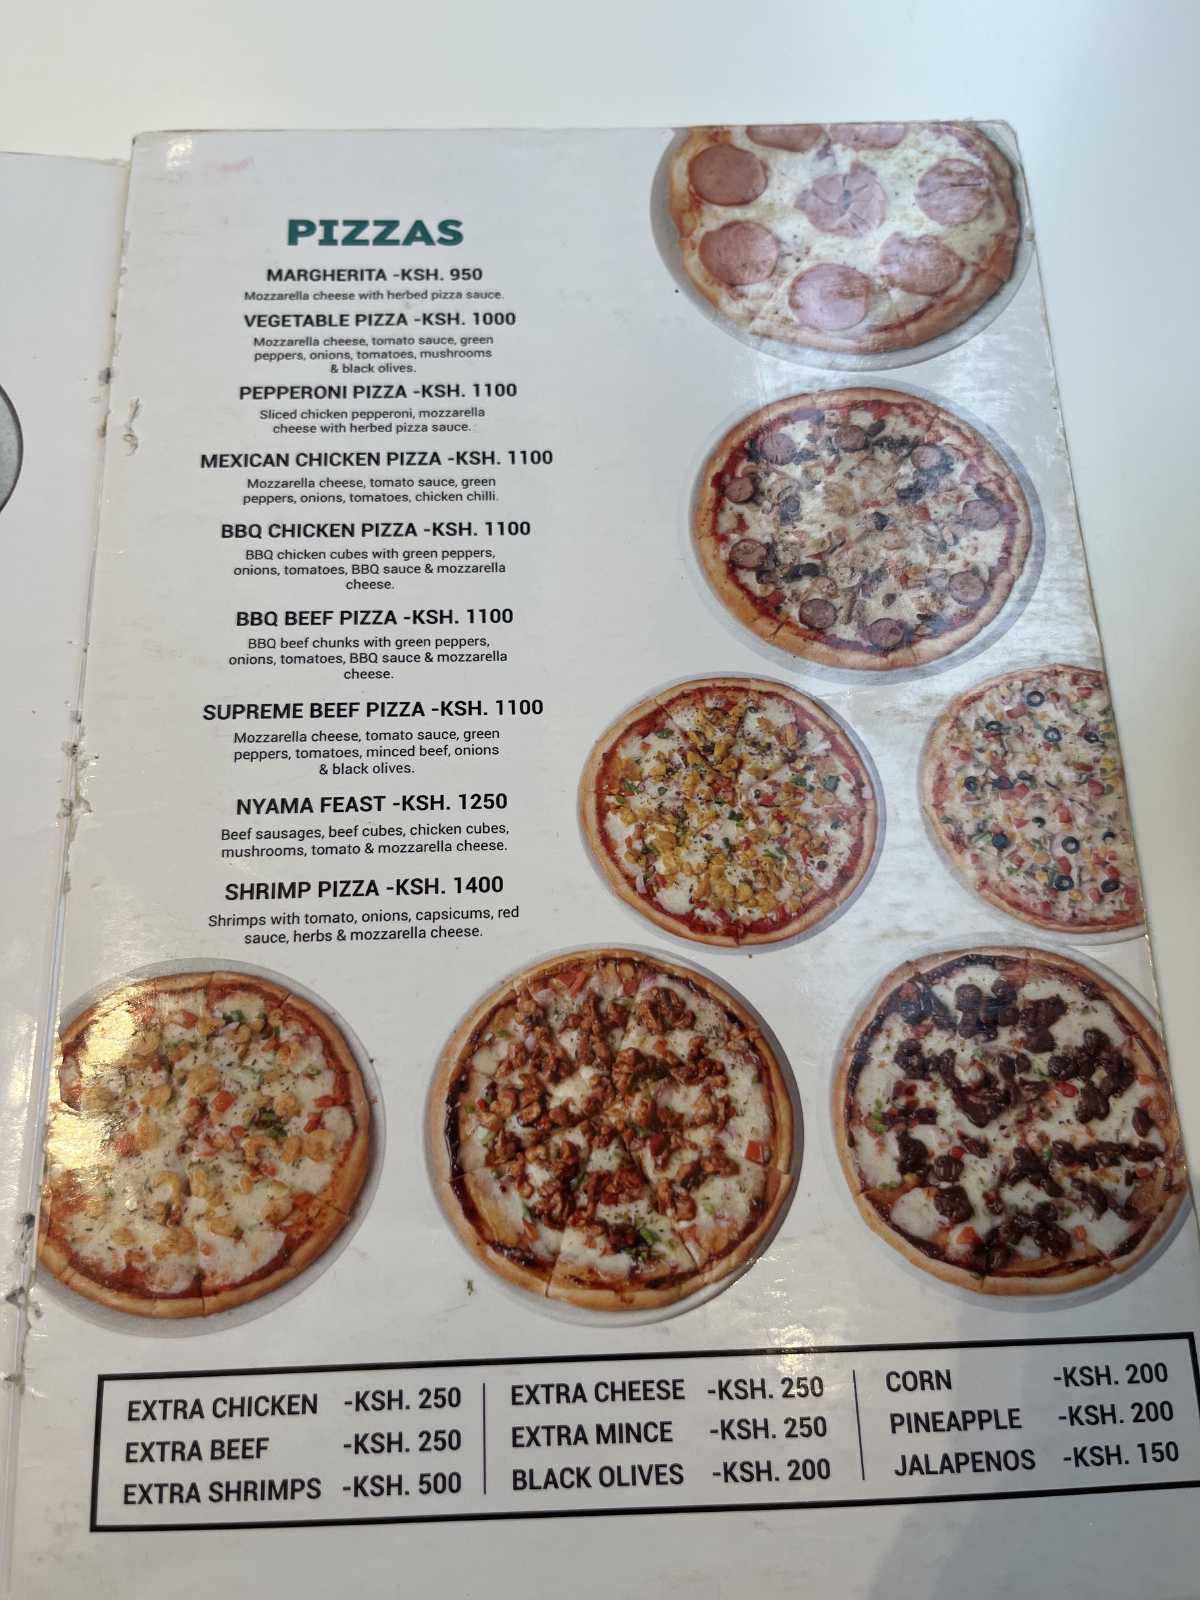 PIZZAS
MARGHERITA -KSH. 950
Mozzarella cheese with herbed pizza sauce.
VEGETABLE PIZZA -KSH. 1000
Mozzarella cheese, tomato sauce, green
peppers, onions, tomatoes, mushrooms
& black olives.
PEPPERONI PIZZA -KSH. 1100
Sliced chicken pepperoni, mozzarella
cheese with herbed pizza sauce.
MEXICAN CHICKEN PIZZA -KSH. 1100
Mozzarella cheese, tomato sauce, green
peppers, onions, tomatoes, chicken chilli.
BBQ CHICKEN PIZZA -KSH. 1100
BBQ chicken cubes with green peppers,
onions, tomatoes, BBQ sauce & mozzarella
cheese.
BBQ BEEF PIZZA -KSH. 1100
BBQ beef chunks with green peppers,
onions, tomatoes, BBQ sauce & mozzarella
cheese.
SUPREME BEEF PIZZA -KSH. 1100
Mozzarella cheese, tomato sauce, green
peppers, tomatoes, minced beef, onions
& black olives.
NYAMA FEAST -KSH. 1250
Beef sausages, beef cubes, chicken cubes,
mushrooms, tomato & mozzarella cheese.
SHRIMP PIZZA -KSH. 1400
Shrimps with tomato, onions, capsicums, red
sauce, herbs & mozzarella cheese.
EXTRA CHICKEN -KSH. 250
EXTRA BEEF -KSH. 250
EXTRA SHRIMPS -KSH. 500
EXTRA CHEESE -KSH. 250
EXTRA MINCE -KSH. 250
BLACK OLIVES -KSH. 200
CORN -KSH. 200
PINEAPPLE -KSH. 200
JALAPENOS -KSH. 150